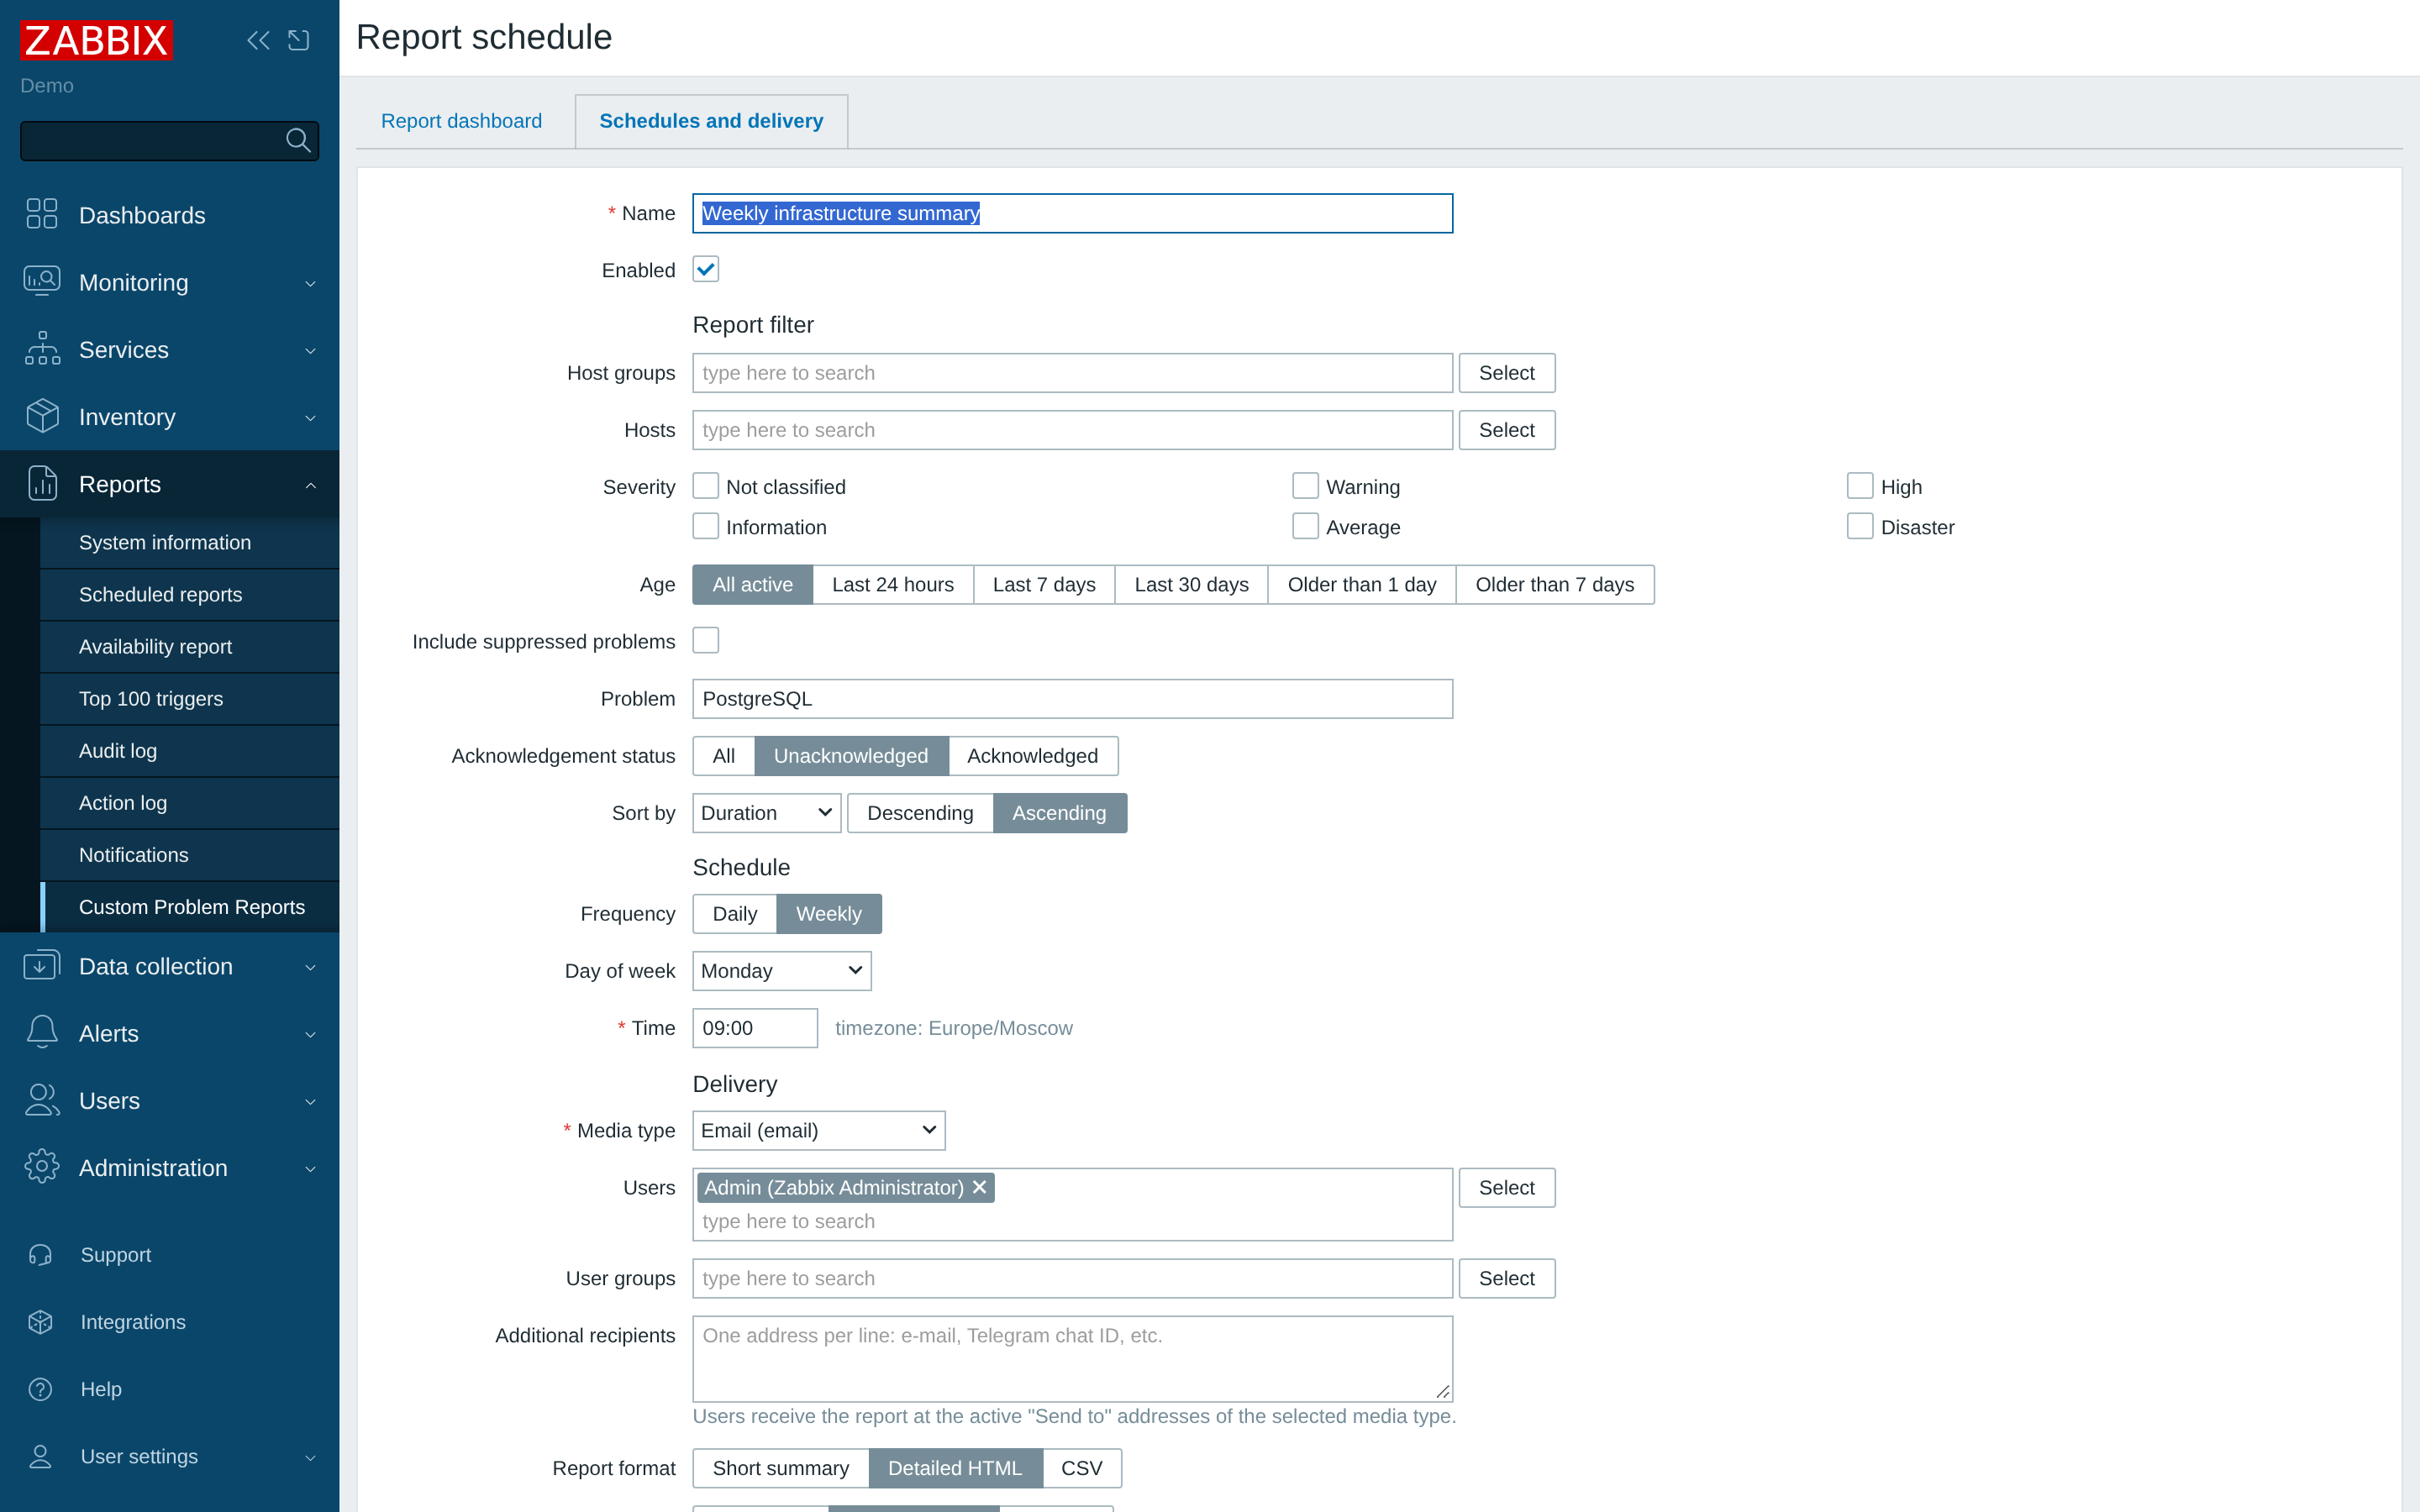 ZABBIX
Demo
Dashboards
Monitoring
Services
Inventory
Reports
System information
Scheduled reports
Availability report
Top 100 triggers
Audit log
Action log
Notifications
Custom Problem Reports
Data collection
Alerts
Users
Administration
Support
Integrations
Help
User settings
Report schedule
Report dashboard Schedules and delivery
* Name Weekly infrastructure summary
Enabled
Report filter
Host groups type here to search Select
Hosts type here to search Select
Severity Not classified Warning High
Information Average Disaster
Age All active Last 24 hours Last 7 days Last 30 days Older than 1 day Older than 7 days
Include suppressed problems
Problem PostgreSQL
Acknowledgement status All Unacknowledged Acknowledged
Sort by Duration Descending Ascending
Schedule
Frequency Daily Weekly
Day of week Monday
* Time 09:00 timezone: Europe/Moscow
Delivery
* Media type Email (email)
Users Admin (Zabbix Administrator) Select
type here to search
User groups type here to search Select
Additional recipients One address per line: e-mail, Telegram chat ID, etc.
Users receive the report at the active "Send to" addresses of the selected media type.
Report format Short summary Detailed HTML CSV